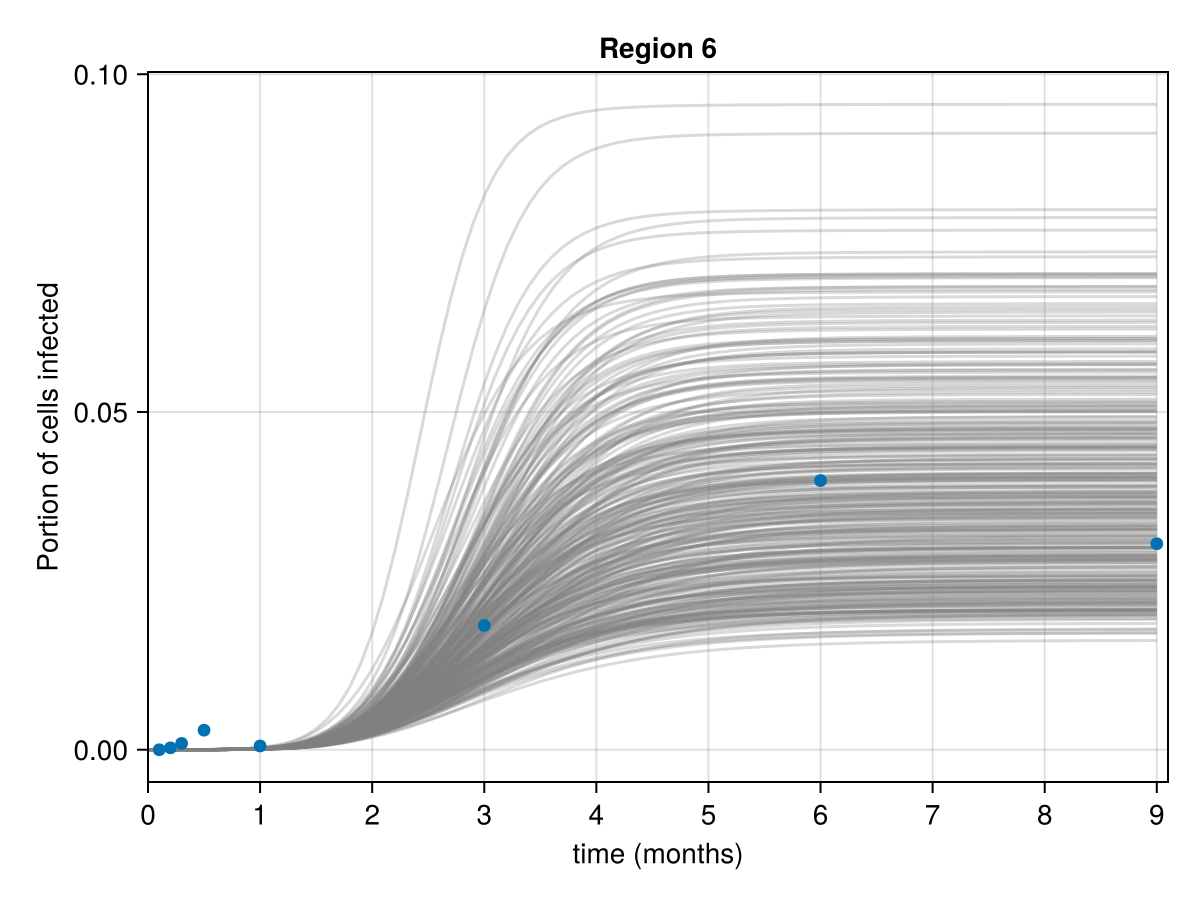 Region 6
0.10
0.05
0.00
Portion of cells infected
0 1 2 3 4 5 6 7 8 9
time (months)